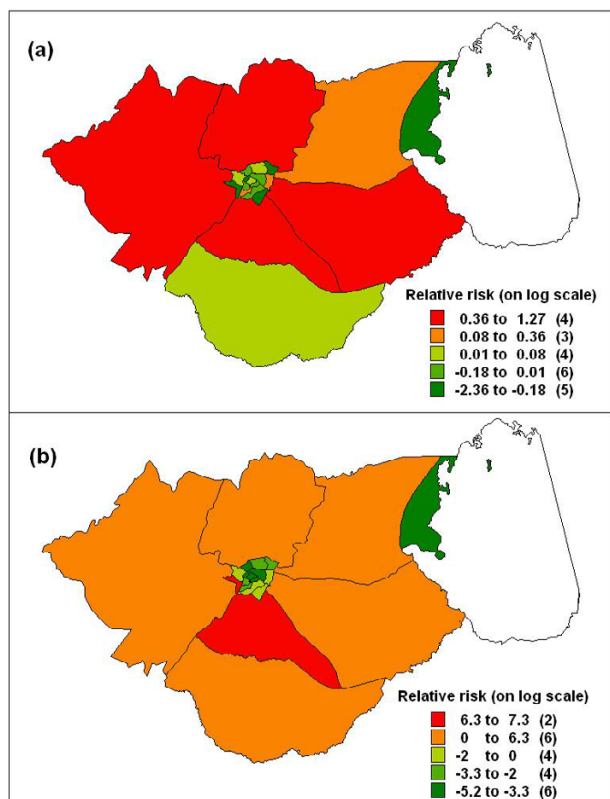 (a)
Relative risk (on log scale)
0.36 to 1.27 (4)
0.08 to 0.36 (3)
0.01 to 0.08 (4)
-0.18 to 0.01 (6)
-2.36 to -0.18 (5)
(b)
Relative risk (on log scale)
6.3 to 7.3 (2)
0 to 6.3 (6)
-2 to 0 (4)
-3.3 to -2 (4)
-5.2 to -3.3 (6)